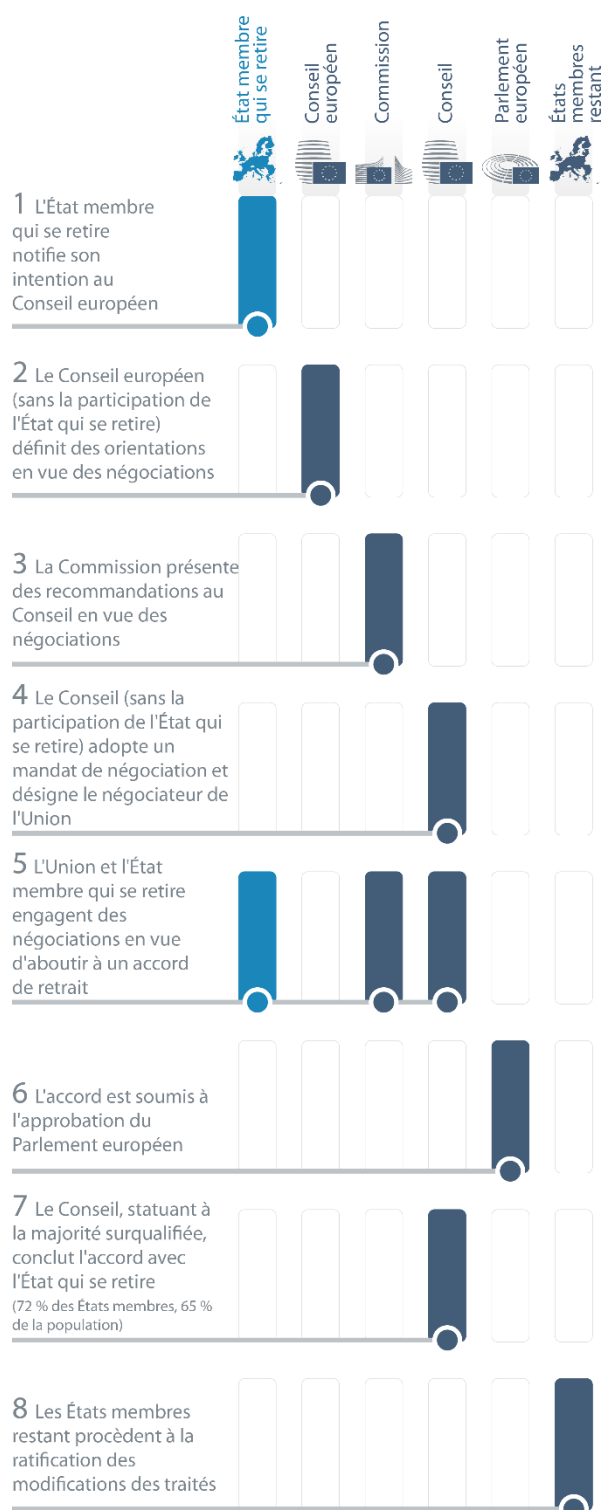 État membre
qui se retire
Conseil
européen
Commission
Conseil
Parlement
européen
États
membres
restant
1 L'État membre
qui se retire
notifie son
intention au
Conseil européen
2 Le Conseil européen
(sans la participation de
l'État qui se retire)
définit des orientations
en vue des négociations
3 La Commission présente
des recommandations au
Conseil en vue des
négociations
4 Le Conseil (sans la
participation de l'État qui
se retire) adopte un
mandat de négociation et
désigne le négociateur de
l'Union
5 L'Union et l'État
membre qui se retire
engagent des
négociations en vue
d'aboutir à un accord
de retrait
6 L'accord est soumis à
l'approbation du
Parlement européen
7 Le Conseil, statuant à
la majorité surqualifiée,
conclut l'accord avec
l'État qui se retire
(72 % des États membres, 65 %
de la population)
8 Les États membres
restant procèdent à la
ratification des
modifications des traités